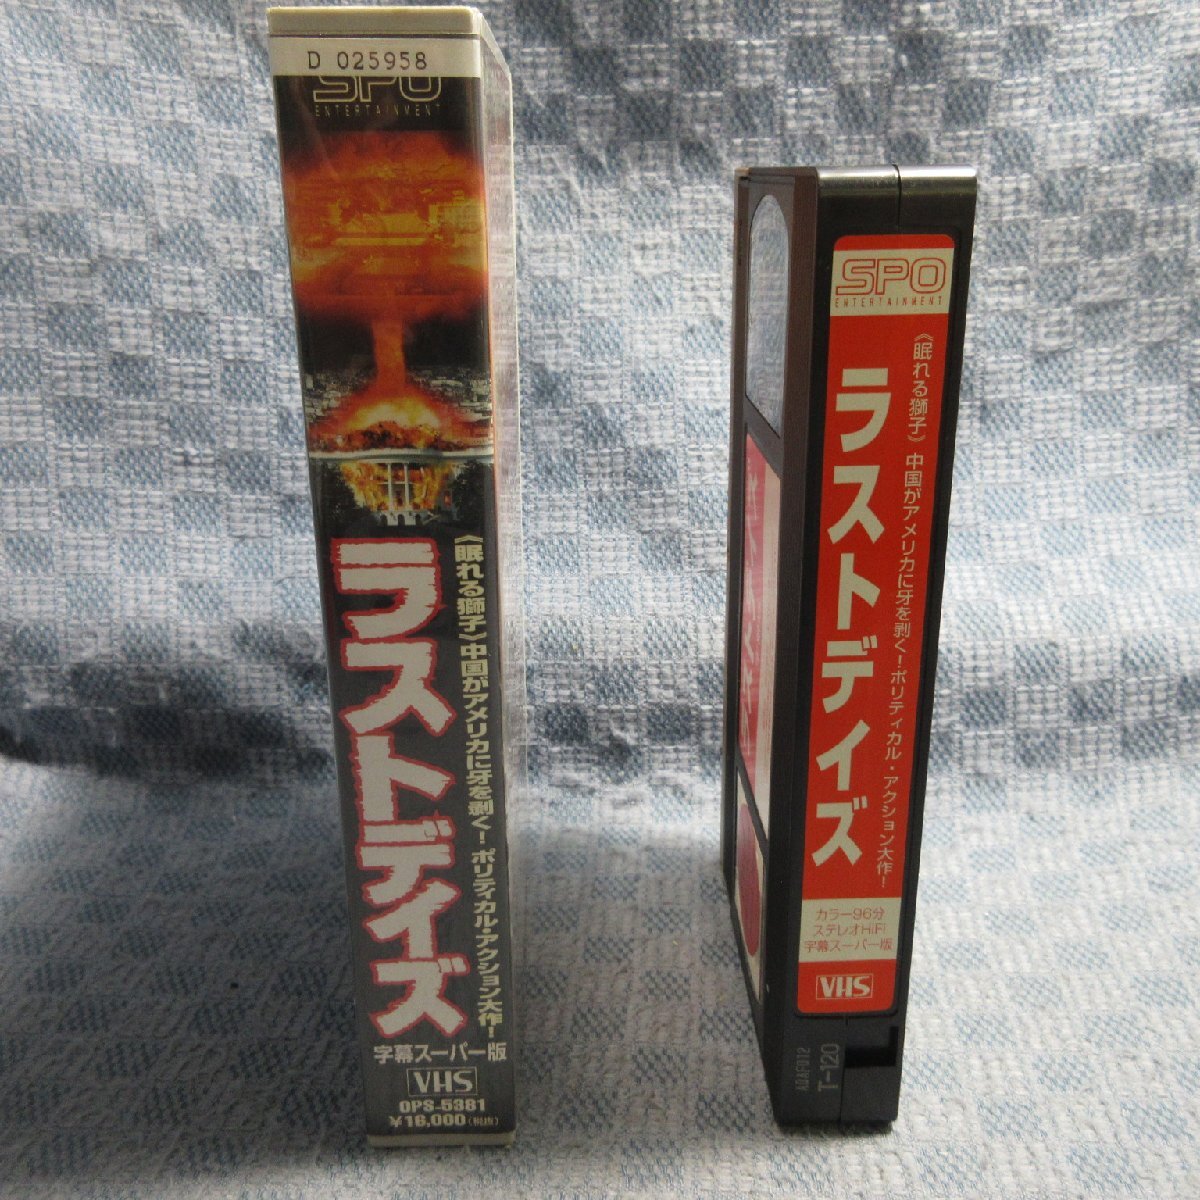 D 025958
SPO
ENTERTAINMENT
《眠れる獅子》中国がアメリカに牙を剥く!ポリティカル・アクション大作!
ラストデイズ
字幕スーパー版
VHS
OPS-5381
¥16,000(税抜)
SPO
ENTERTAINMENT
《眠れる獅子》中国がアメリカに牙を剥く!ポリティカル・アクション大作!
ラストデイズ
カラー96分
ステレオHiFi
字幕スーパー版
VHS
T-120